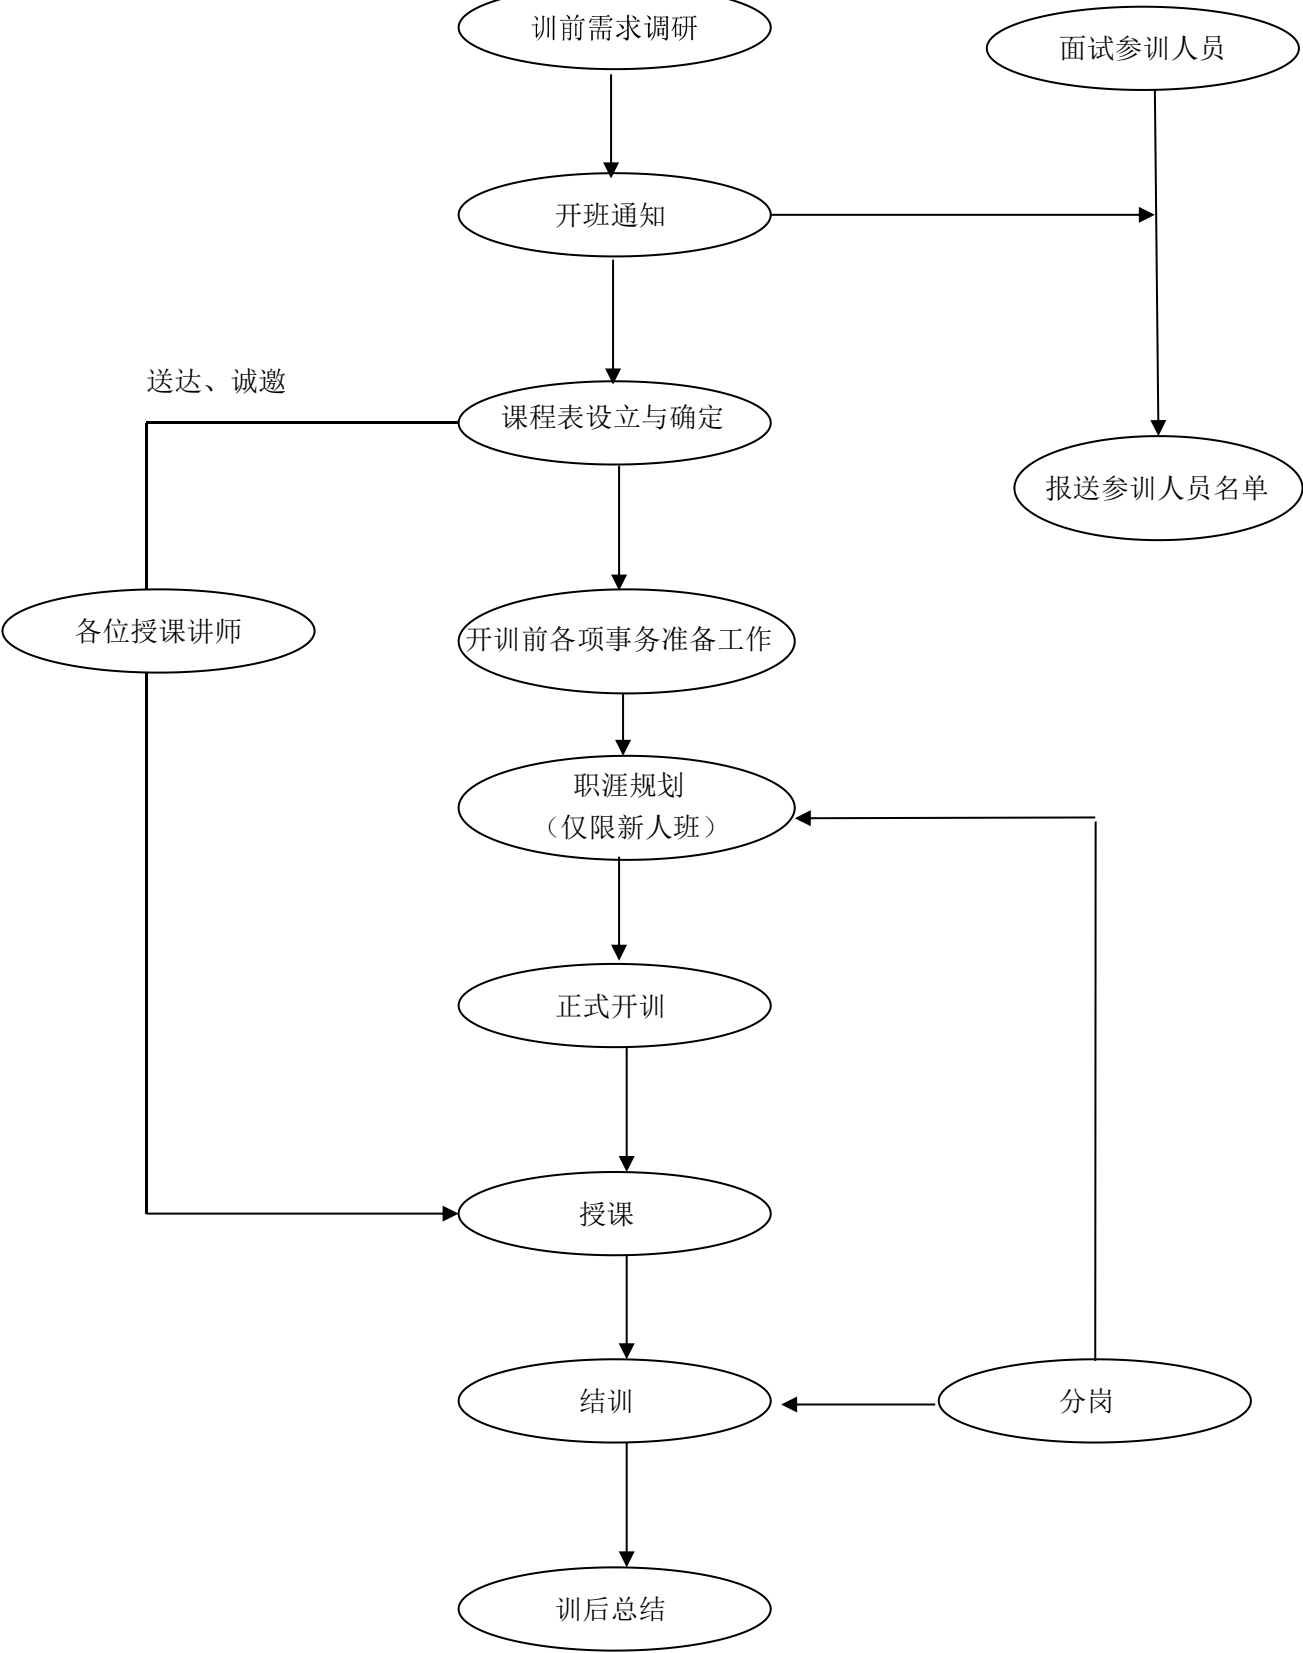 训前需求调研
面试参训人员
开班通知
送达、诚邀
课程表设立与确定
报送参训人员名单
各位授课讲师
开训前各项事务准备工作
职涯规划
（仅限新人班）
正式开训
授课
结训
分岗
训后总结